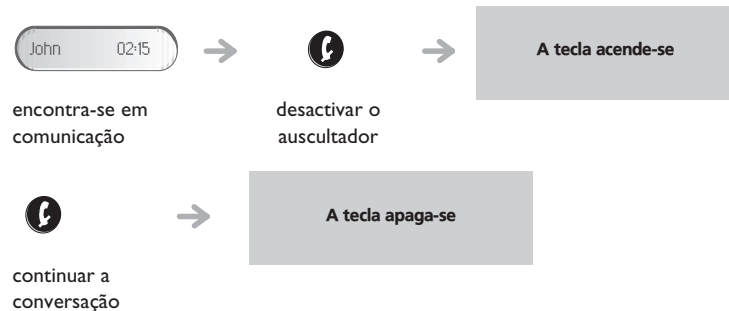 John 02:15
A tecla acende-se
encontra-se em
comunicação
desactivar o
auscultador
A tecla apaga-se
continuar a
conversação